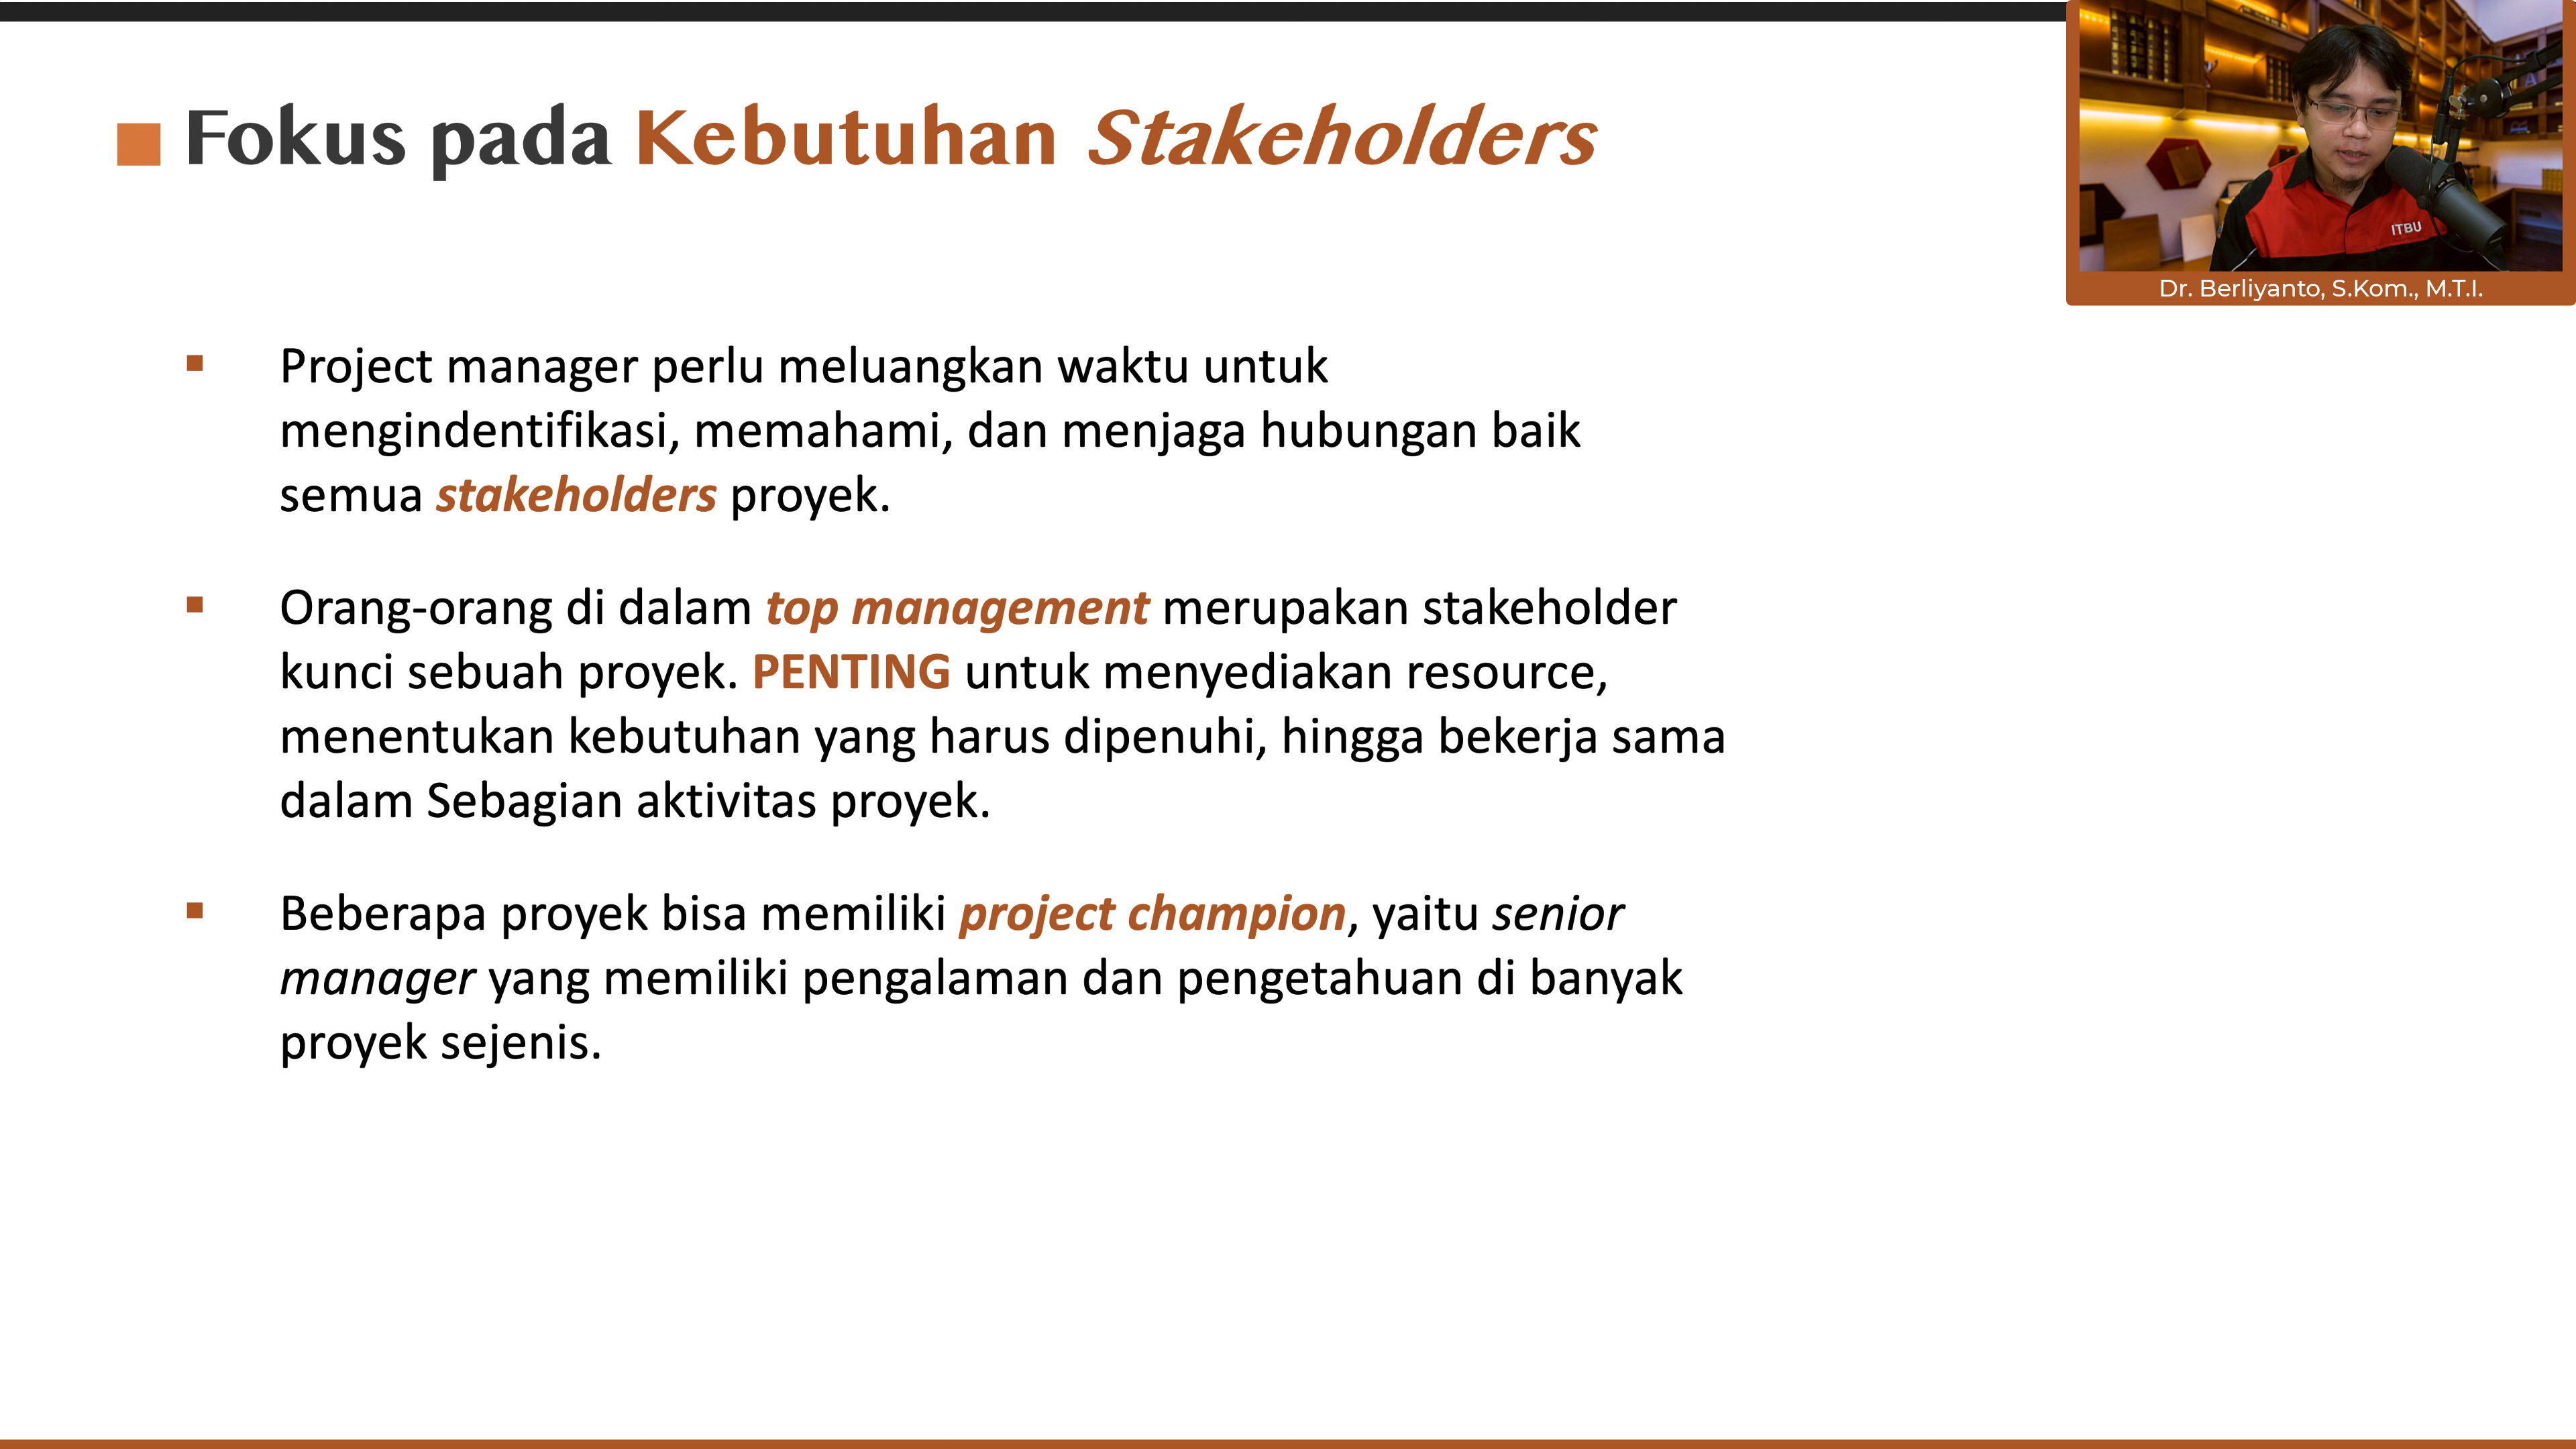 Fokus pada Kebutuhan Stakeholders
ITBU
Dr. Berliyanto, S.Kom., M.T.I.
Project manager perlu meluangkan waktu untuk
mengindentifikasi, memahami, dan menjaga hubungan baik
semua stakeholders proyek.
Orang-orang di dalam top management merupakan stakeholder
kunci sebuah proyek. PENTING untuk menyediakan resource,
menentukan kebutuhan yang harus dipenuhi, hingga bekerja sama
dalam Sebagian aktivitas proyek.
Beberapa proyek bisa memiliki project champion, yaitu senior
manager yang memiliki pengalaman dan pengetahuan di banyak
proyek sejenis.